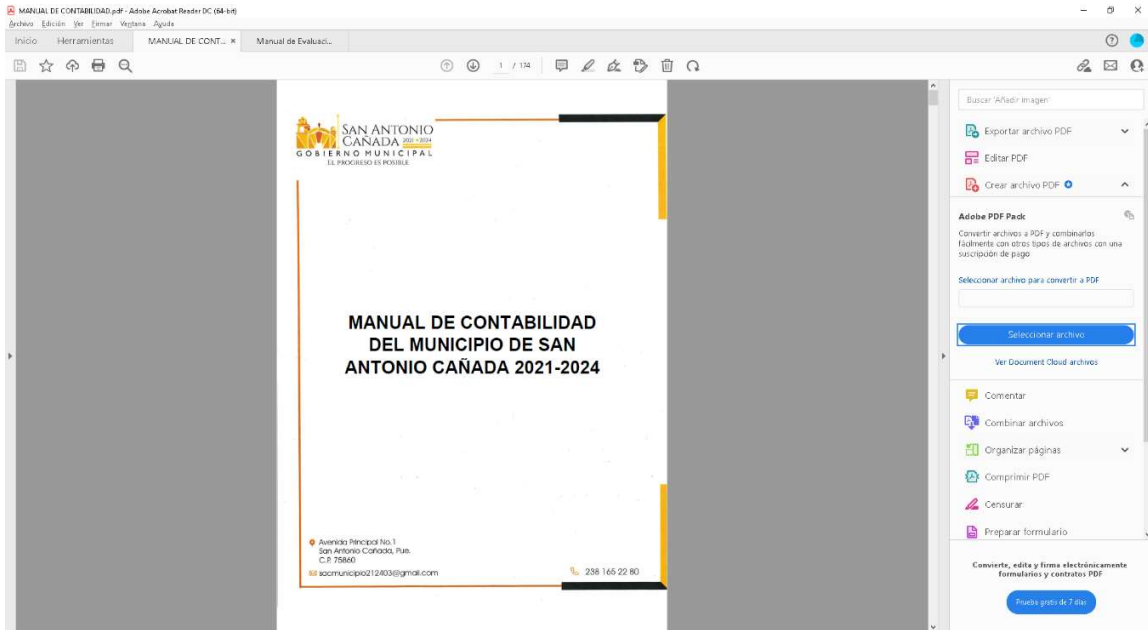 MANUAL DE CONTABILIDAD.pdf - Adobe Acrobat Reader DC (64-bit)
Archivo Edición Ver Firmar Ventana Ayuda
Inicio Herramientas MANUAL DE CONT... × Manual de Evaluaci...
1 / 174
Buscar 'Añadir imagen'
Exportar archivo PDF
Editar PDF
Crear archivo PDF
Adobe PDF Pack
Convertir archivos a PDF y combinarlos
fácilmente con otros tipos de archivos con una
suscripción de pago
Seleccionar archivo para convertir a PDF
Seleccionar archivo
Ver Document Cloud archivos
Comentar
Combinar archivos
Organizar páginas
Comprimir PDF
Censurar
Preparar formulario
Convierte, edita y firma electrónicamente
formularios y contratos PDF
Prueba gratis de 7 días
SAN ANTONIO
CAÑADA 2021 - 2024
GOBIERNO MUNICIPAL
EL PROGRESO ES POSIBLE
MANUAL DE CONTABILIDAD
DEL MUNICIPIO DE SAN
ANTONIO CAÑADA 2021-2024
Avenida Principal No.1
San Antonio Cañada, Pue.
C.P. 75860
sacmunicipio212403@gmail.com
238 165 22 80